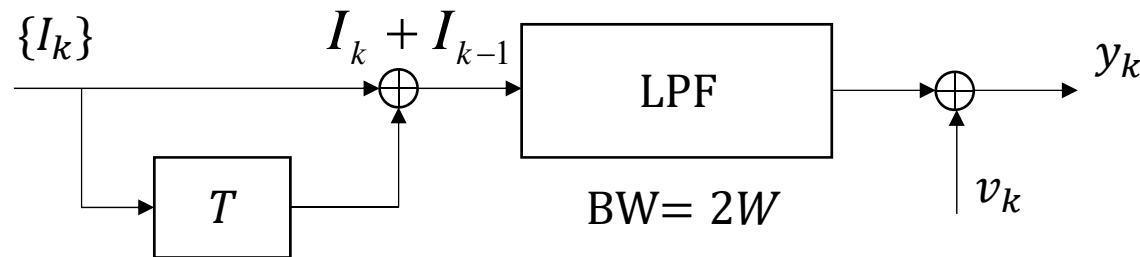 {I_k}
I_k + I_{k-1}
LPF
y_k
T
BW= 2W
v_k